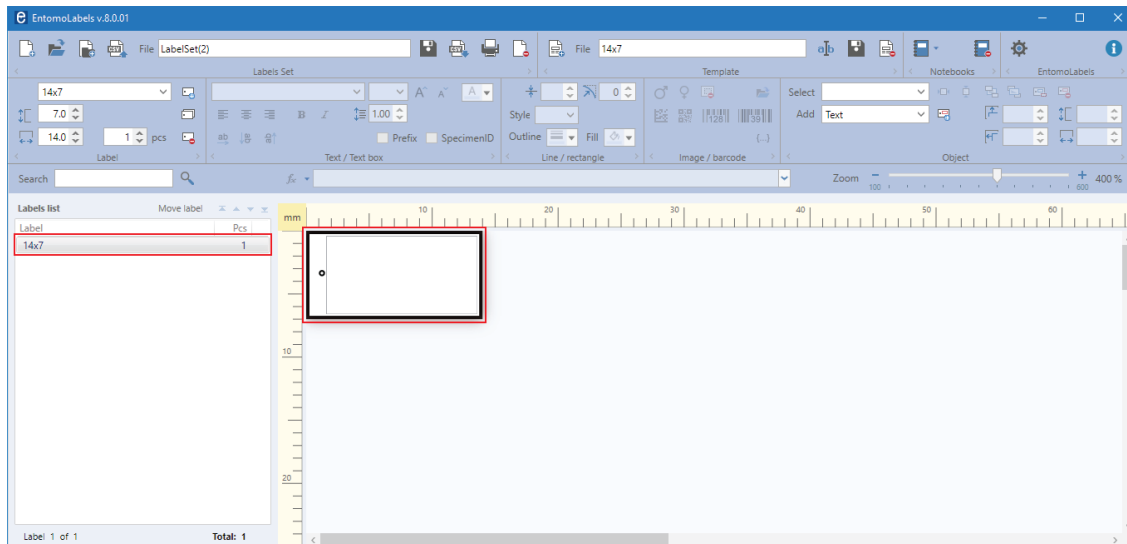 EntomoLabels v.8.0.01
File LabelSet(2) File 14x7
Labels Set Template Notebooks EntomoLabels
14x7 A A A 0 Select
7.0 B I 1.00 Style Add Text
14.0 1 pcs ab Prefix SpecimenID Outline Fill {...}
Label Text / Text box Line / rectangle Image / barcode Object
Search fx Zoom 100 600 400 %
Labels list Move label mm 10 20 30 40 50 60
Label Pcs
14x7 1
10
20
Label 1 of 1 Total: 1